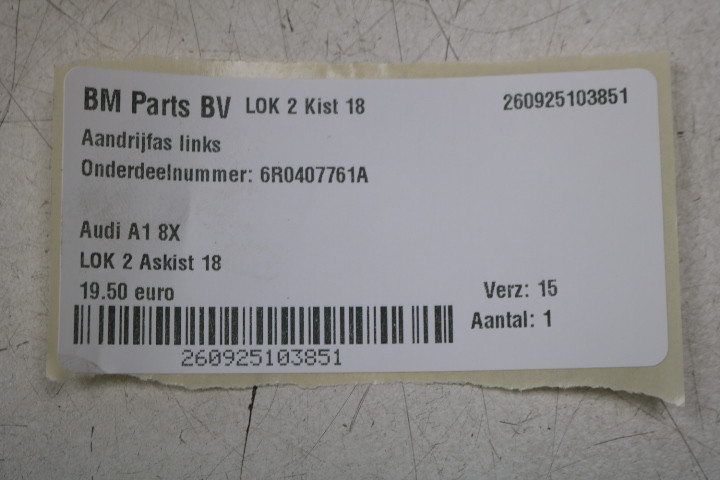 BM Parts BV LOK 2 Kist 18 260925103851
Aandrijfas links
Onderdeelnummer: 6R0407761A
Audi A1 8X
LOK 2 Askist 18
19.50 euro Verz: 15
Aantal: 1
260925103851